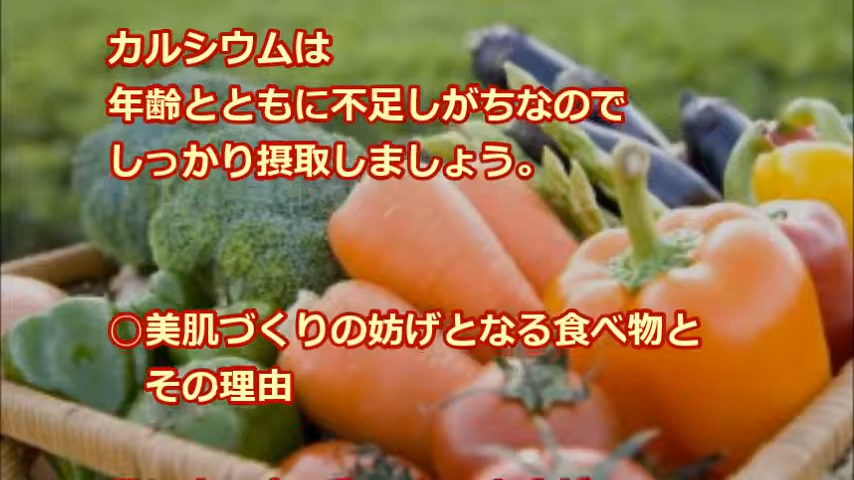 カルシウムは
年齢とともに不足しがちなので
しっかり摂取しましょう。
○美肌づくりの妨げとなる食べ物と
その理由